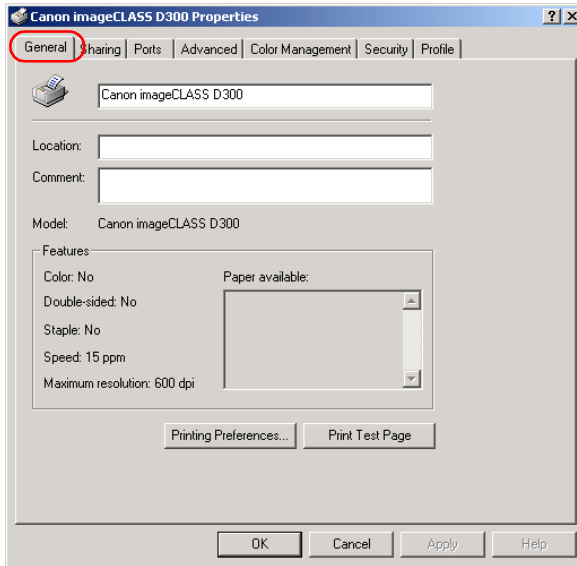 Canon imageCLASS D300 Properties
General Sharing Ports Advanced Color Management Security Profile
Canon imageCLASS D300
Location:
Comment:
Model: Canon imageCLASS D300
Features
Color: No Paper available:
Double-sided: No
Staple: No
Speed: 15 ppm
Maximum resolution: 600 dpi
Printing Preferences... Print Test Page
OK Cancel Apply Help